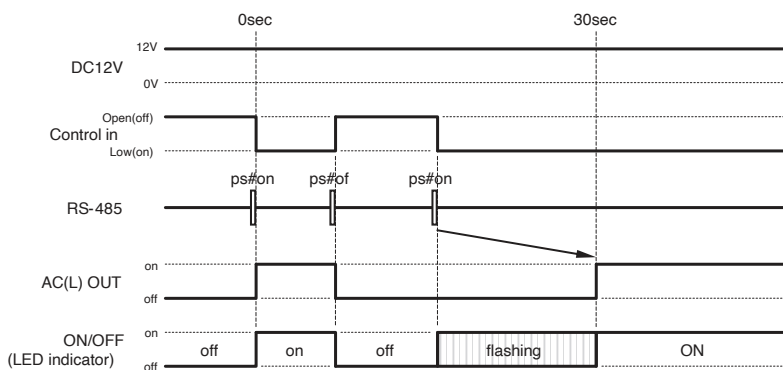 0sec 30sec
12V
DC12V
0V
Open(off)
Control in
Low(on)
ps#on ps#of ps#on
RS-485
on
AC(L) OUT
off
on
ON/OFF
(LED indicator)
off on off flashing ON
off